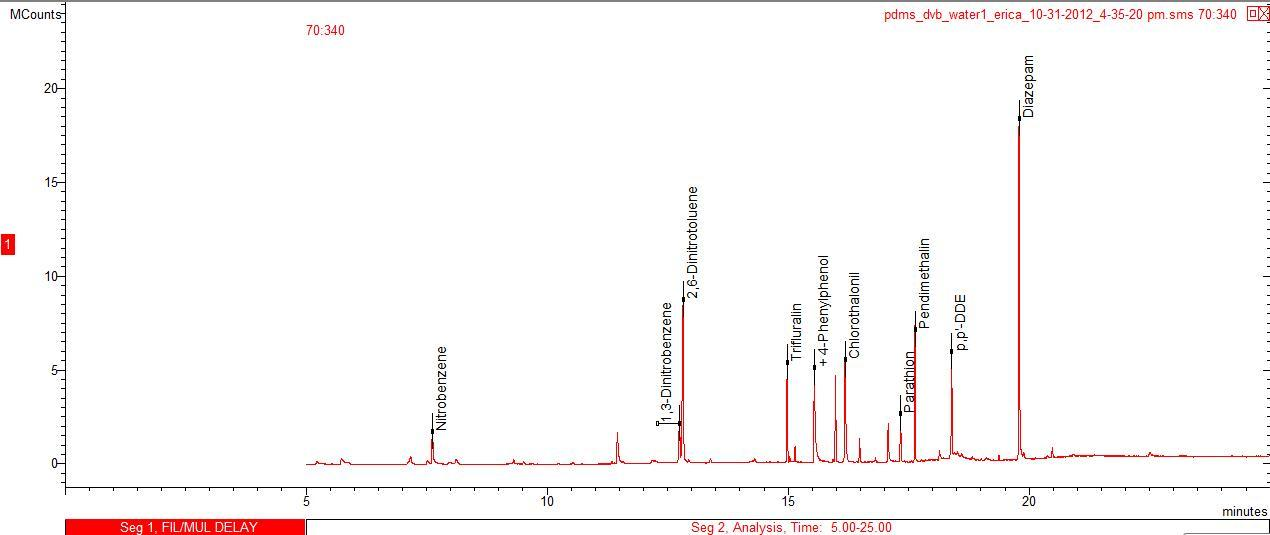 MCounts
pdms_dvb_water1_erica_10-31-2012_4-35-20 pm.sms 70:340
70:340
20
15
10
5
0
1
Nitrobenzene
1,3-Dinitrobenzene
2,6-Dinitrotoluene
Trifluralin
+ 4-Phenylphenol
Chlorothalonil
Parathion
Pendimethalin
p,p'-DDE
Diazepam
5 10 15 20
minutes
Seg 1, FIL/MUL DELAY
Seg 2, Analysis, Time: 5.00-25.00